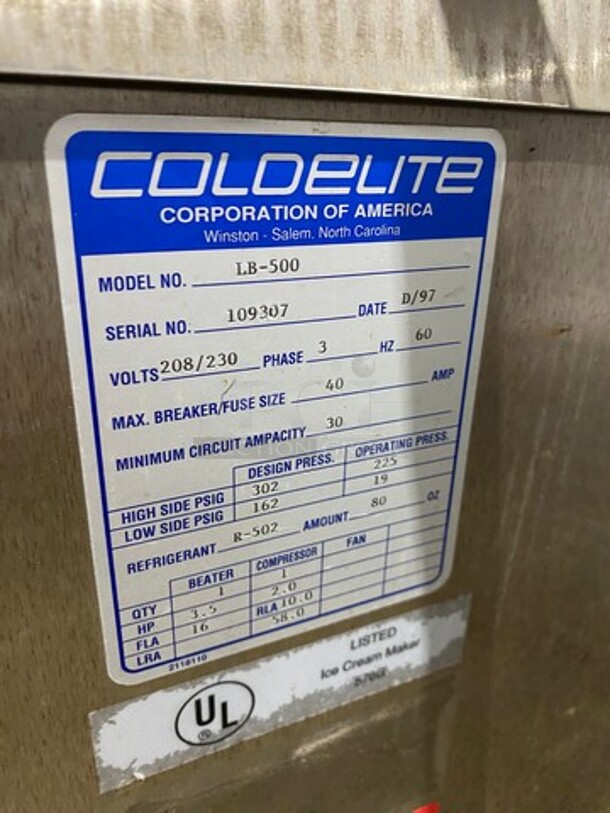 COLDELITE
CORPORATION OF AMERICA
Winston - Salem, North Carolina
MODEL NO. LB-500
SERIAL NO. 109307 DATE D/97
VOLTS 208/230 PHASE 3 HZ 60
MAX. BREAKER/FUSE SIZE 40 AMP
MINIMUM CIRCUIT AMPACITY 30
DESIGN PRESS. OPERATING PRESS.
HIGH SIDE PSIG 302 225
LOW SIDE PSIG 162 19
REFRIGERANT R-502 AMOUNT 80 OZ
BEATER COMPRESSOR FAN
QTY 1 1
HP 3.5 2.0
FLA 16 RLA 10.0
LRA 58.0
2118110
UL
LISTED
Ice Cream Maker